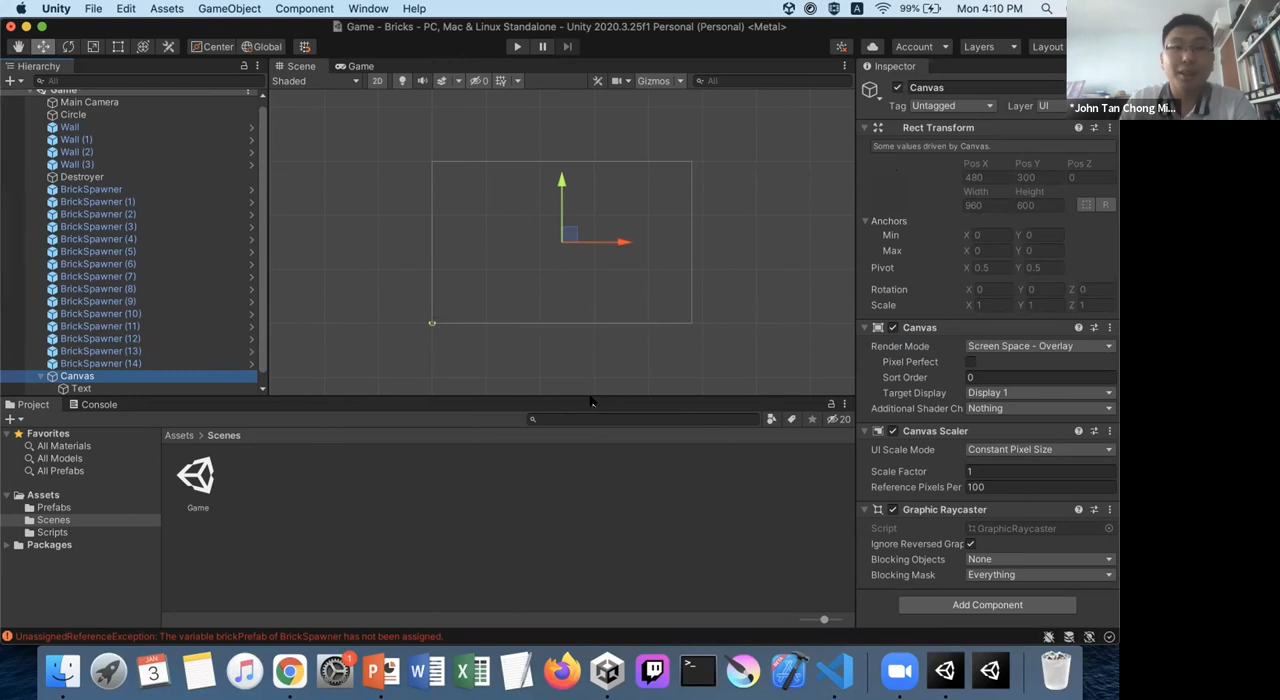 Unity File Edit Assets GameObject Component Window Help
99% Mon 4:10 PM
Game - Bricks - PC, Mac & Linux Standalone - Unity 2020.3.25f1 Personal (Personal) <Metal>
Center Global
Account Layers Layout
Hierarchy
All
Game
Main Camera
Circle
Wall
Wall (1)
Wall (2)
Wall (3)
Destroyer
BrickSpawner
BrickSpawner (1)
BrickSpawner (2)
BrickSpawner (3)
BrickSpawner (4)
BrickSpawner (5)
BrickSpawner (6)
BrickSpawner (7)
BrickSpawner (8)
BrickSpawner (9)
BrickSpawner (10)
BrickSpawner (11)
BrickSpawner (12)
BrickSpawner (13)
BrickSpawner (14)
Canvas
Text
Scene Game
Shaded 2D 0 Gizmos All
Inspector
Canvas
Tag Untagged Layer UI
Rect Transform
Some values driven by Canvas.
Pos X Pos Y Pos Z
480 300 0
Width Height
960 600 R
Anchors
Min X 0 Y 0
Max X 0 Y 0
Pivot X 0.5 Y 0.5
Rotation X 0 Y 0 Z 0
Scale X 1 Y 1 Z 1
Canvas
Render Mode Screen Space - Overlay
Pixel Perfect
Sort Order 0
Target Display Display 1
Additional Shader Ch Nothing
Canvas Scaler
UI Scale Mode Constant Pixel Size
Scale Factor 1
Reference Pixels Per 100
Graphic Raycaster
Script GraphicRaycaster
Ignore Reversed Grap
Blocking Objects None
Blocking Mask Everything
Add Component
*John Tan Chong Mi...
Project Console
20
Favorites
All Materials
All Models
All Prefabs
Assets
Prefabs
Scenes
Scripts
Packages
Assets > Scenes
Game
UnassignedReferenceException: The variable brickPrefab of BrickSpawner has not been assigned.
JAN
3
1
P
W
X